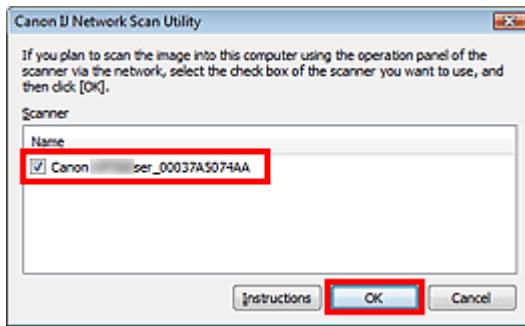 Canon IJ Network Scan Utility
If you plan to scan the image into this computer using the operation panel of the
scanner via the network, select the check box of the scanner you want to use, and
then click [OK].
Scanner
Name
Canon ser_00037A5074AA
Instructions OK Cancel